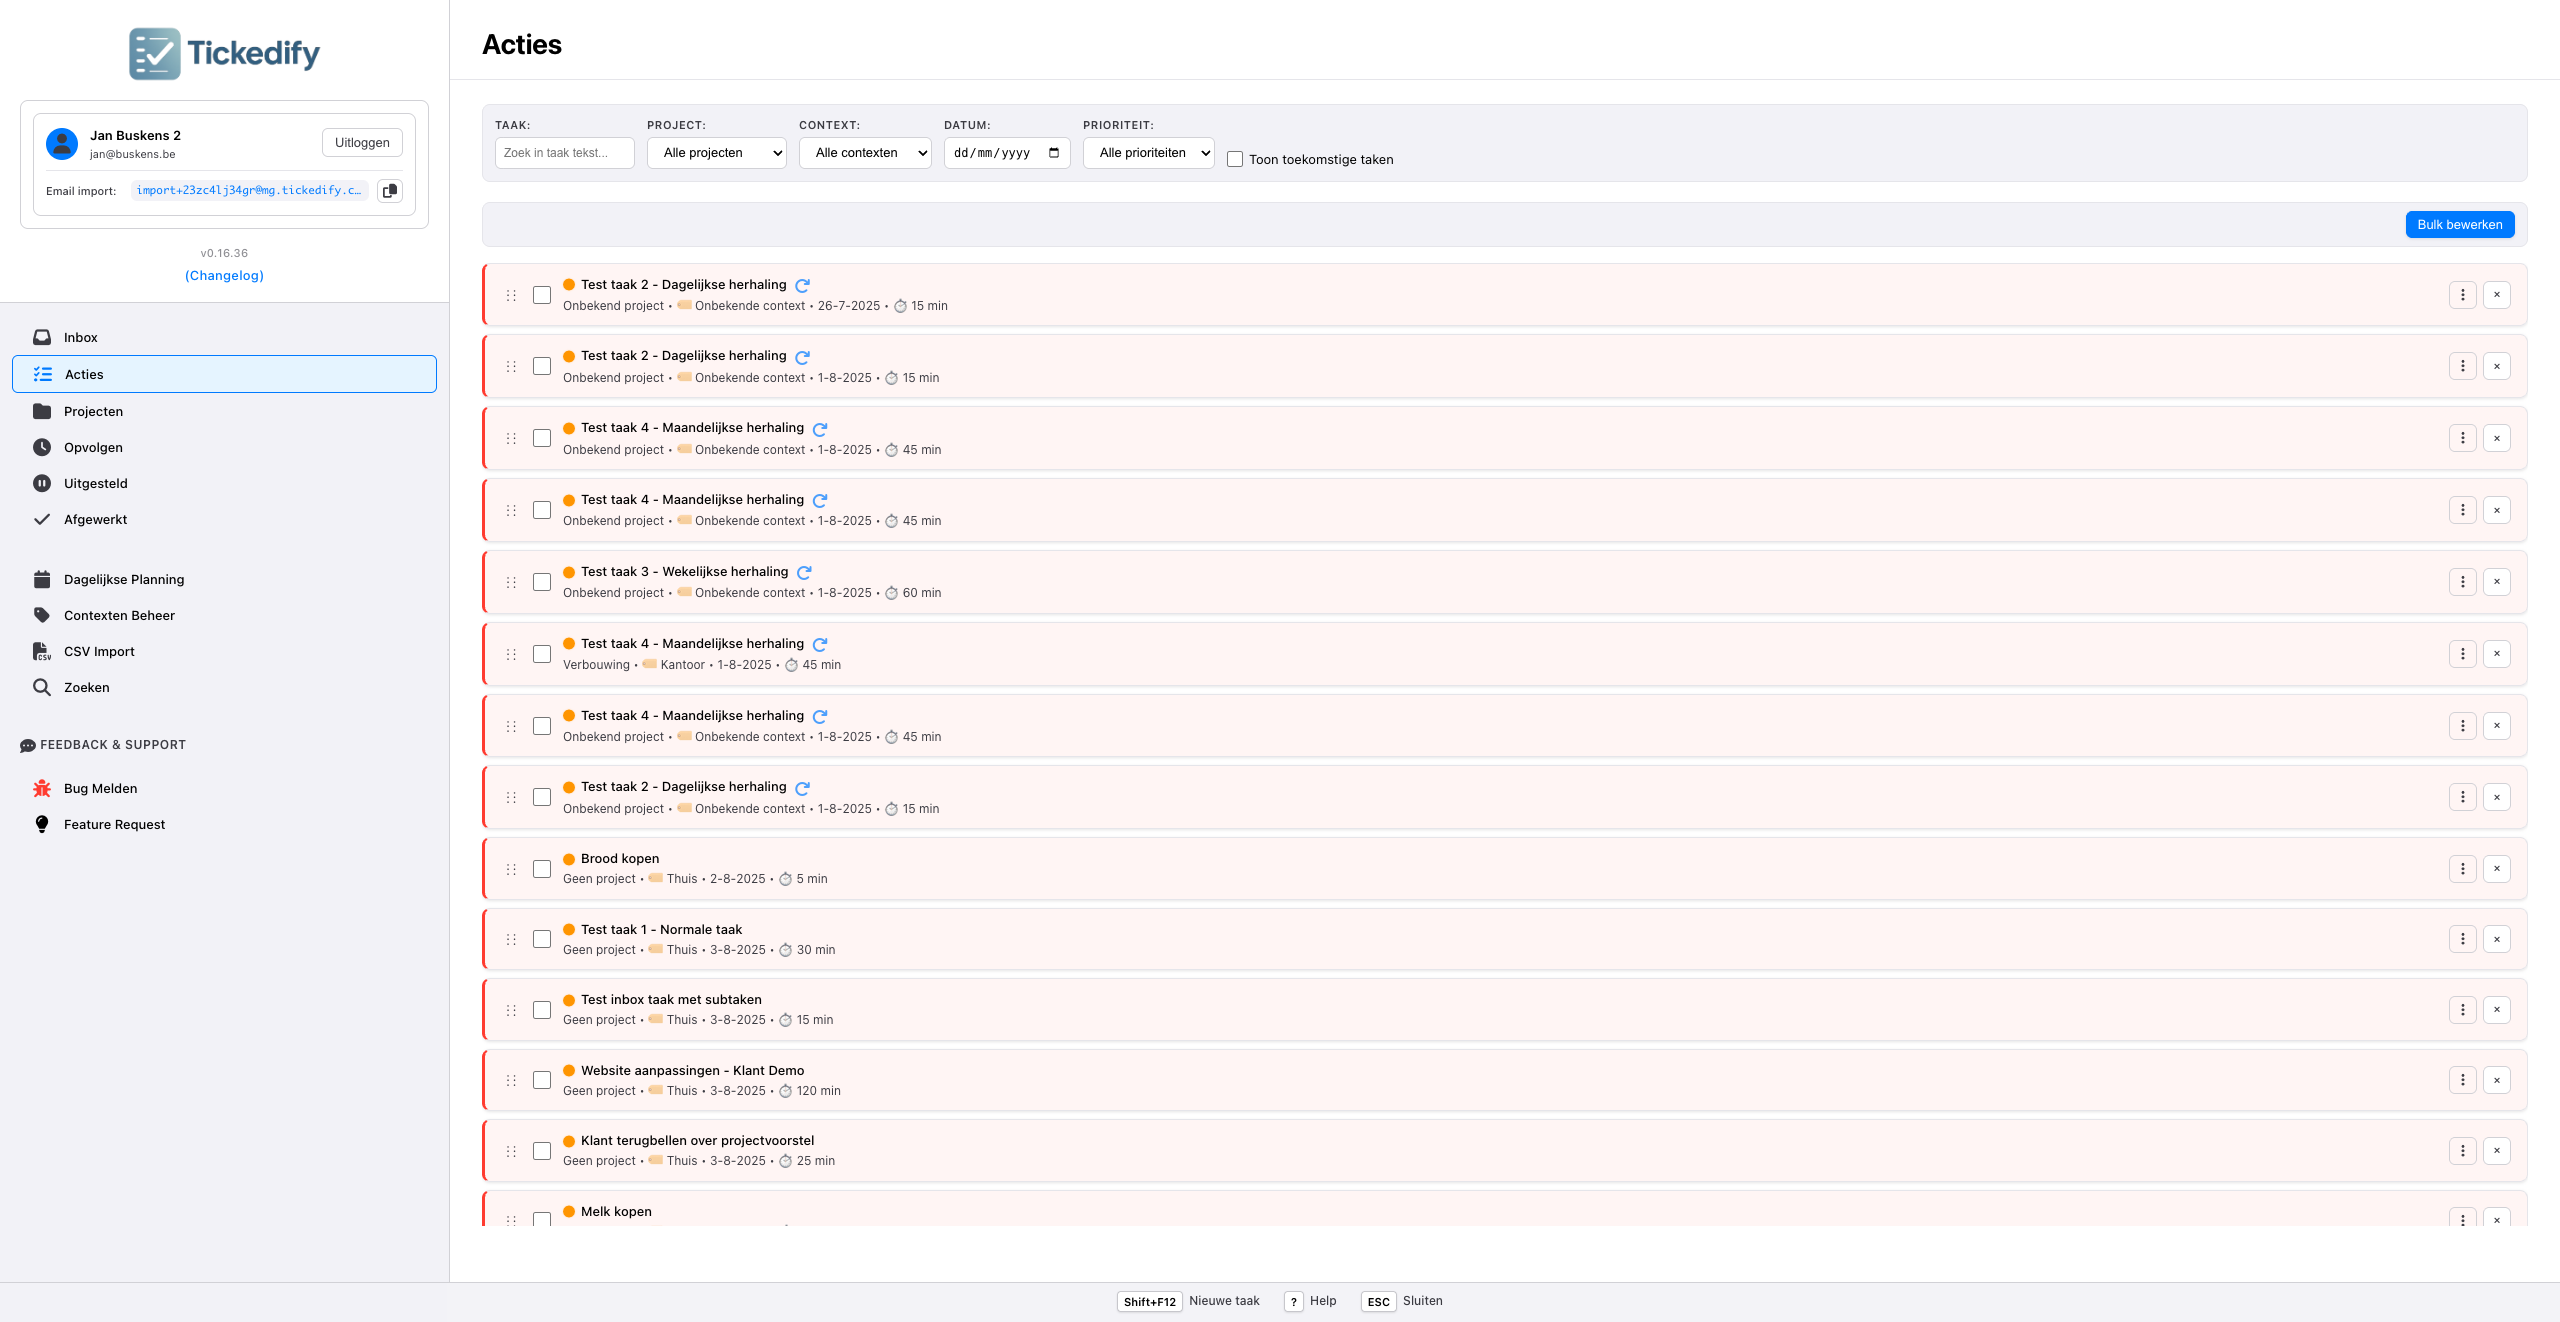 Tickedify
Jan Buskens 2
jan@buskens.be
Uitloggen
Email import: import+23zc4lj34gr@mg.tickedify.c…
v0.16.36
(Changelog)
Inbox
Acties
Projecten
Opvolgen
Uitgesteld
Afgewerkt
Dagelijkse Planning
Contexten Beheer
CSV Import
Zoeken
FEEDBACK & SUPPORT
Bug Melden
Feature Request
Acties
TAAK: PROJECT: CONTEXT: DATUM: PRIORITEIT:
Zoek in taak tekst... Alle projecten Alle contexten dd/mm/yyyy Alle prioriteiten Toon toekomstige taken
Bulk bewerken
Test taak 2 - Dagelijkse herhaling
Onbekend project • Onbekende context • 26-7-2025 • 15 min
Test taak 2 - Dagelijkse herhaling
Onbekend project • Onbekende context • 1-8-2025 • 15 min
Test taak 4 - Maandelijkse herhaling
Onbekend project • Onbekende context • 1-8-2025 • 45 min
Test taak 4 - Maandelijkse herhaling
Onbekend project • Onbekende context • 1-8-2025 • 45 min
Test taak 3 - Wekelijkse herhaling
Onbekend project • Onbekende context • 1-8-2025 • 60 min
Test taak 4 - Maandelijkse herhaling
Verbouwing • Kantoor • 1-8-2025 • 45 min
Test taak 4 - Maandelijkse herhaling
Onbekend project • Onbekende context • 1-8-2025 • 45 min
Test taak 2 - Dagelijkse herhaling
Onbekend project • Onbekende context • 1-8-2025 • 15 min
Brood kopen
Geen project • Thuis • 2-8-2025 • 5 min
Test taak 1 - Normale taak
Geen project • Thuis • 3-8-2025 • 30 min
Test inbox taak met subtaken
Geen project • Thuis • 3-8-2025 • 15 min
Website aanpassingen - Klant Demo
Geen project • Thuis • 3-8-2025 • 120 min
Klant terugbellen over projectvoorstel
Geen project • Thuis • 3-8-2025 • 25 min
Melk kopen
Shift+F12 Nieuwe taak ? Help ESC Sluiten